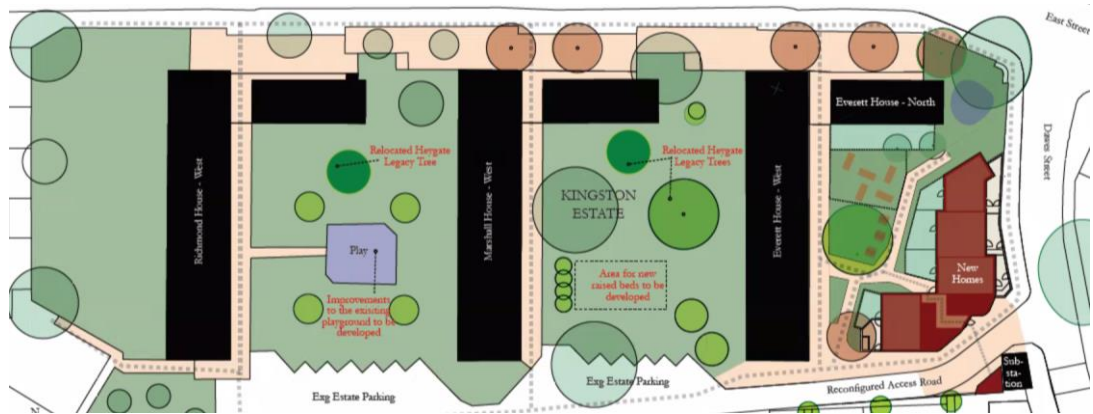 East Street
Everett House - North
Relocated Heygate
Legacy Tree
Relocated Heygate
Legacy Trees
Dawes Street
Richmond House - West
Marshall House - West
KINGSTON
ESTATE
Everett House - West
Play
New
Homes
Area for new
raised beds to be
developed
Improvements
to the existing
playground to be
developed
Sub-
sta-
tion
Exg Estate Parking
Exg Estate Parking
Reconfigured Access Road